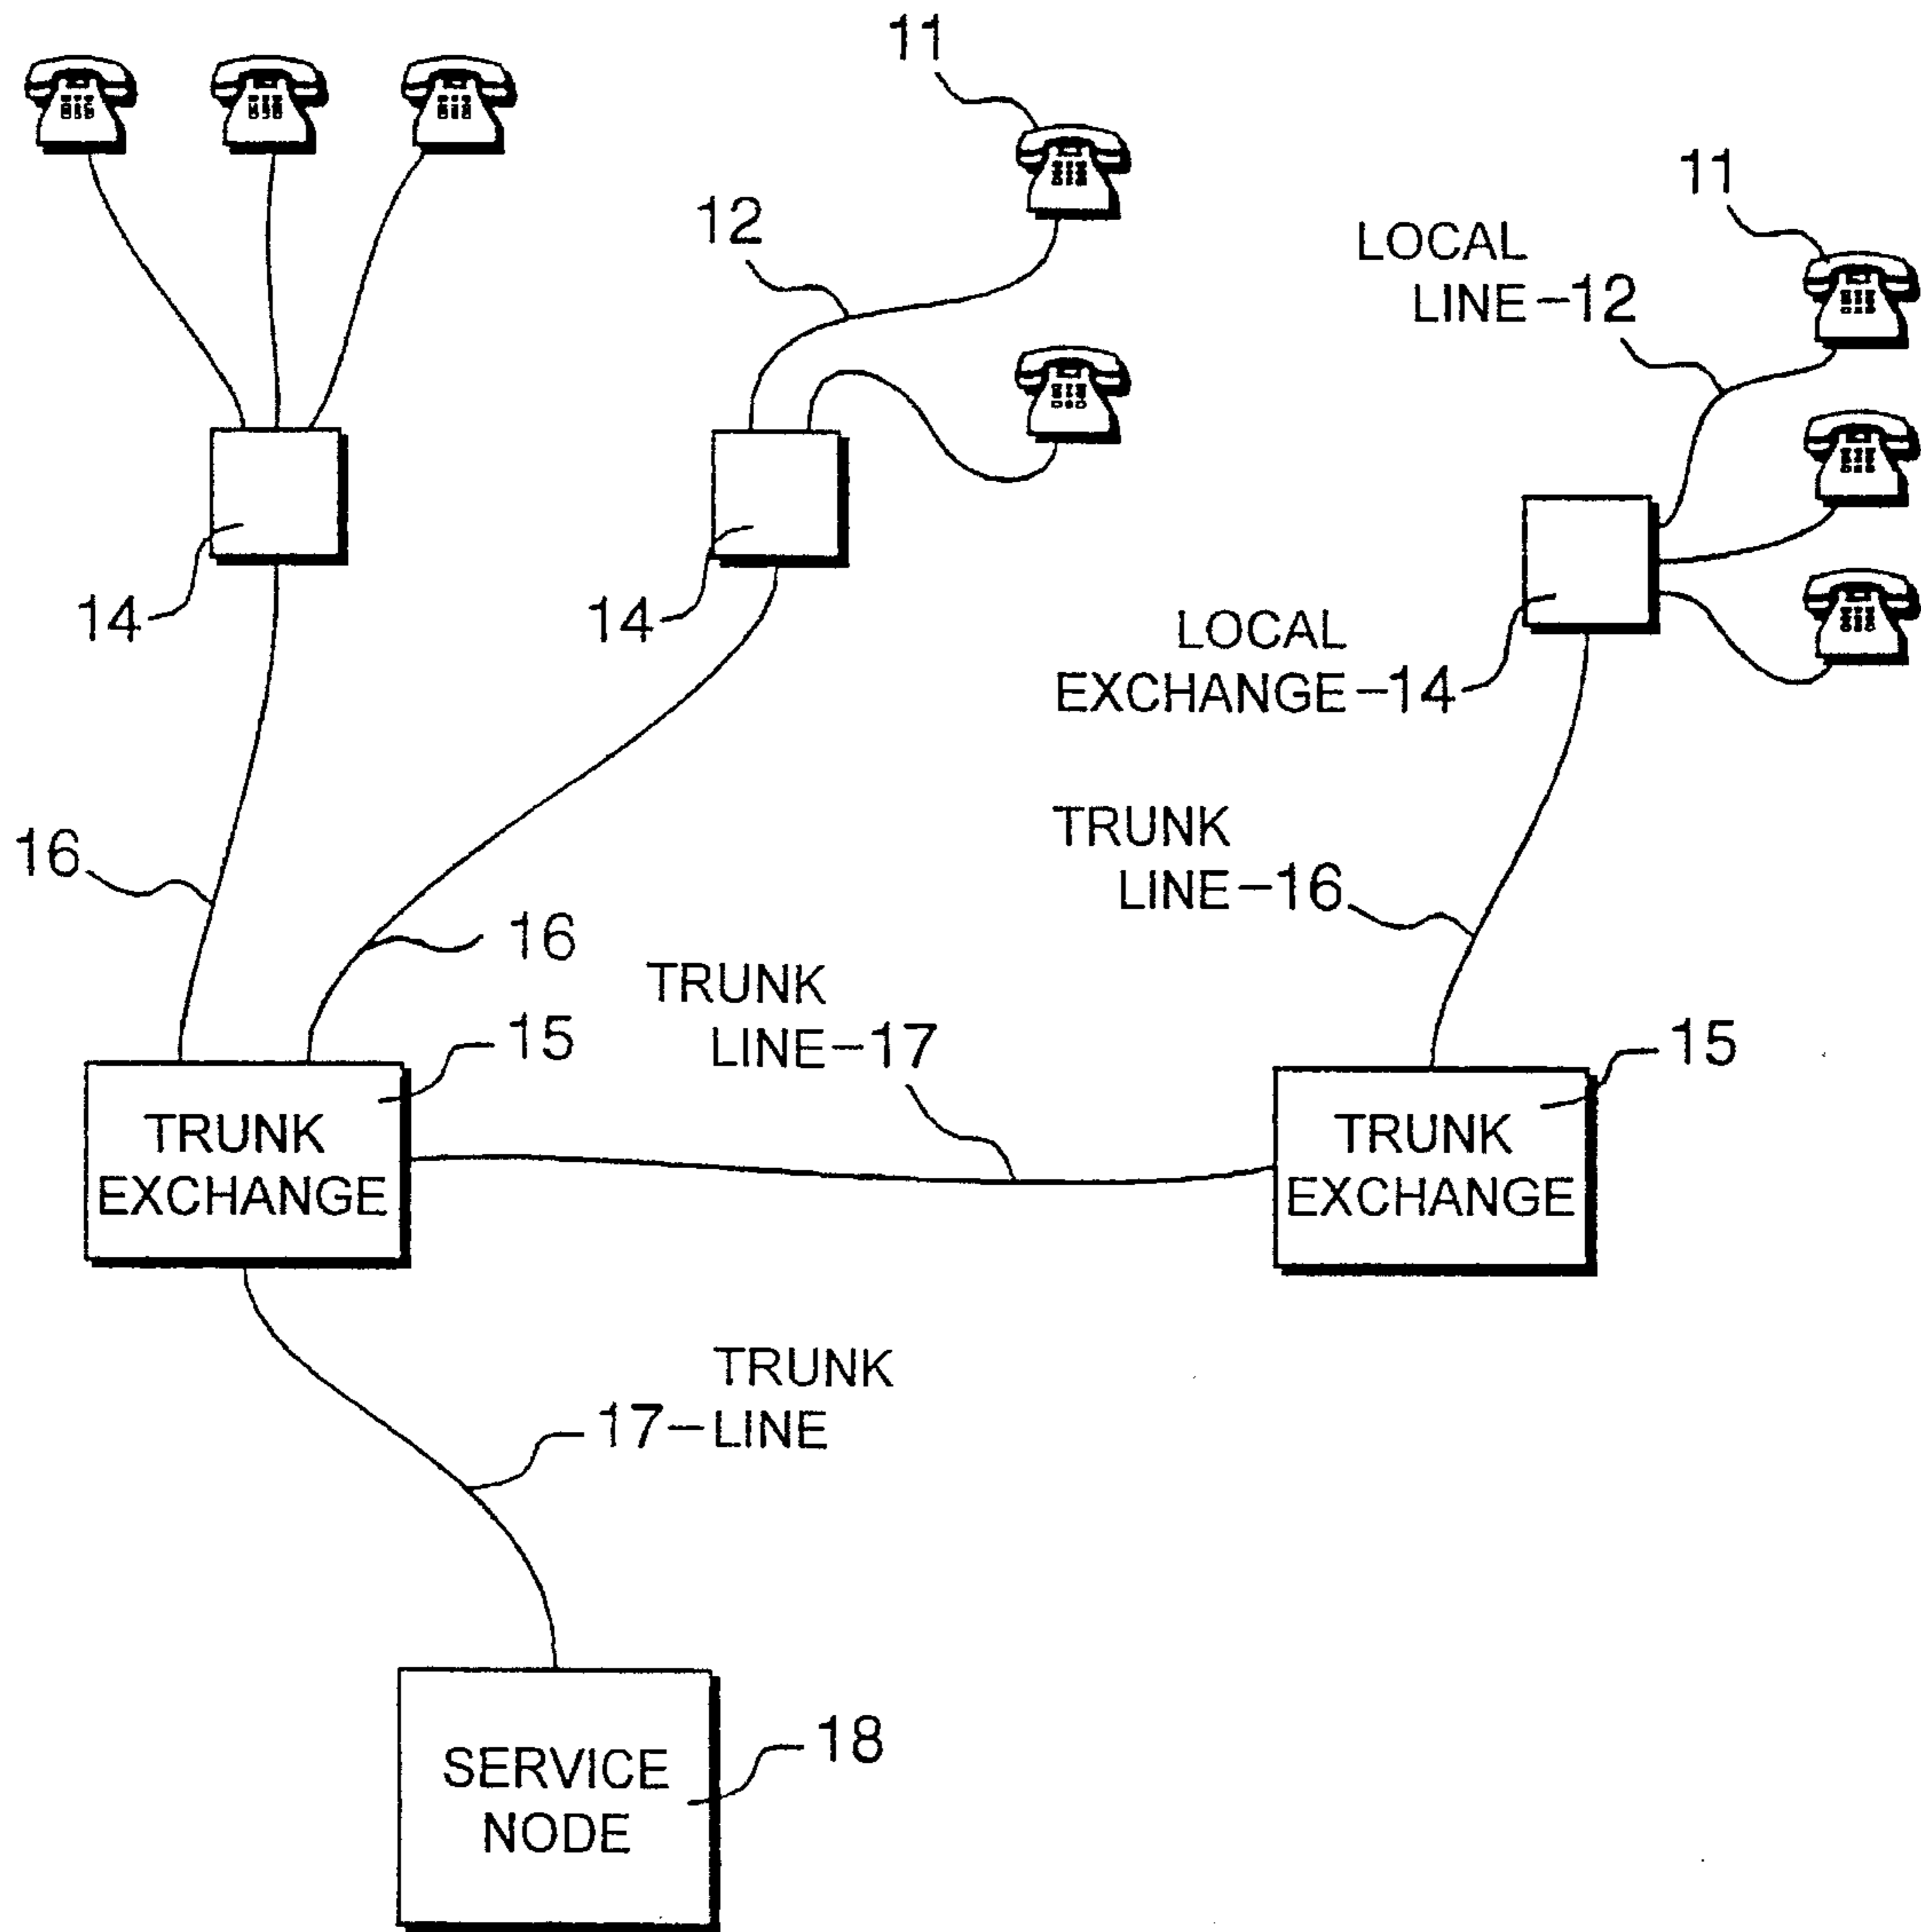 11
11
12
LOCAL
LINE-12
14
14
LOCAL
EXCHANGE-14
16
TRUNK
LINE-16
16
TRUNK
LINE-17
15
15
TRUNK
EXCHANGE
TRUNK
EXCHANGE
TRUNK
17-LINE
18
SERVICE
NODE